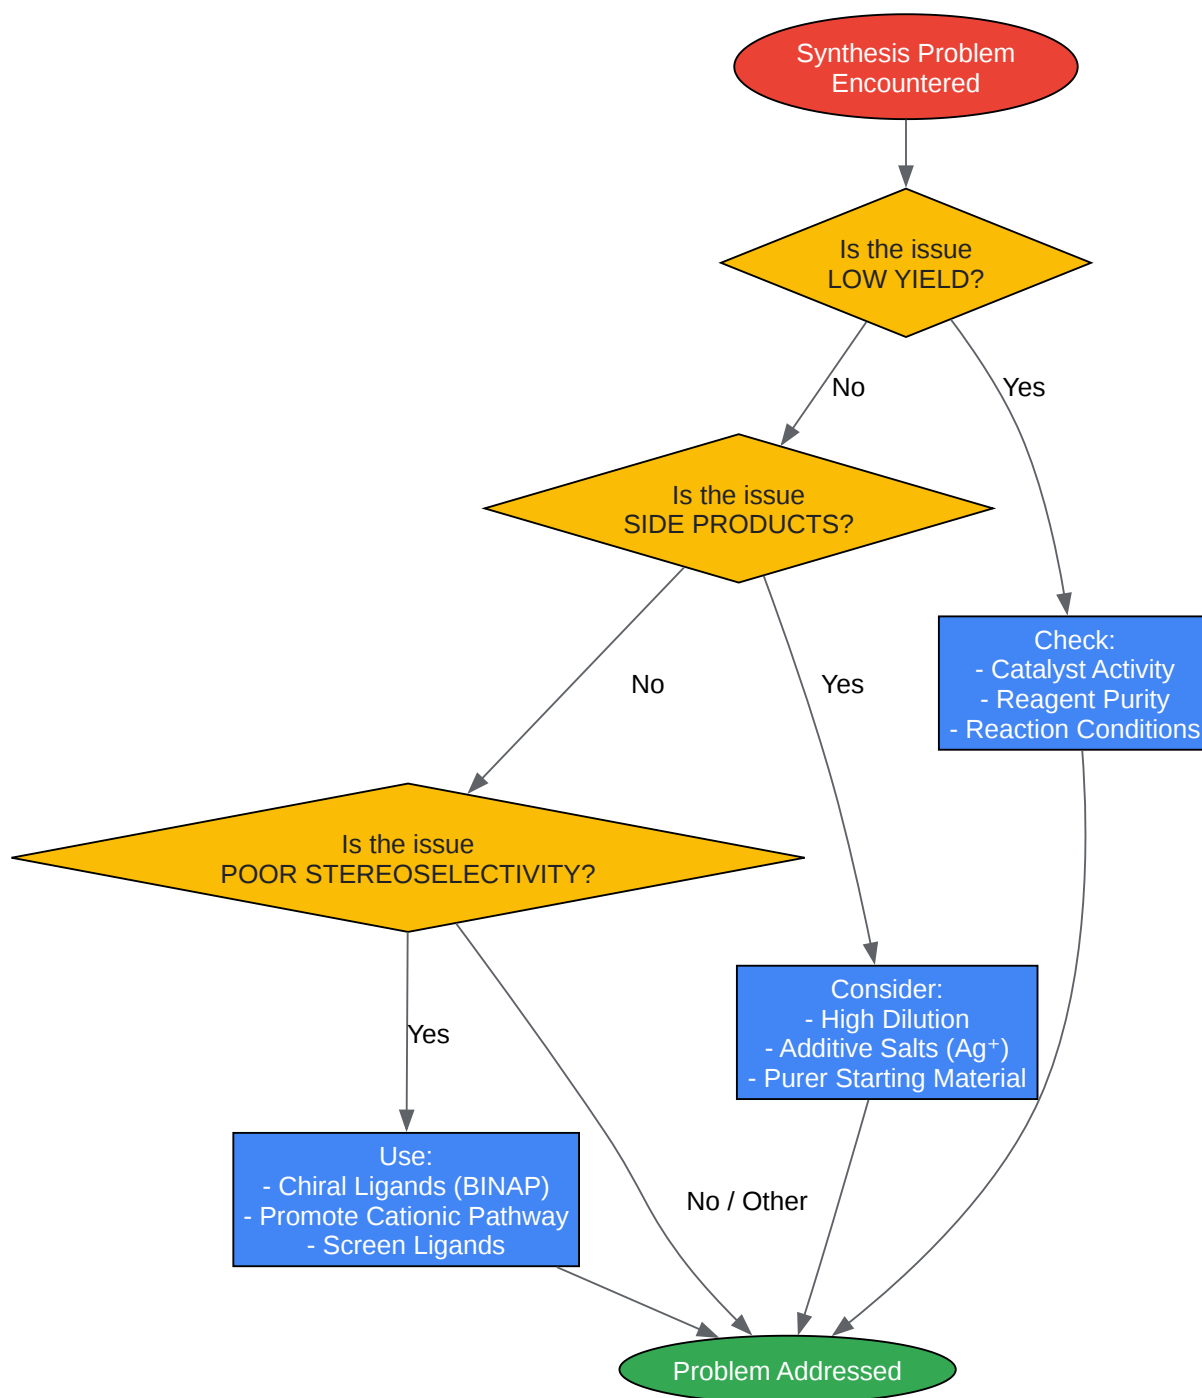 Synthesis Problem
Encountered
Is the issue
LOW YIELD?
No
Yes
Is the issue
SIDE PRODUCTS?
Check:
- Catalyst Activity
- Reagent Purity
- Reaction Conditions
No
Yes
Is the issue
POOR STEREOSELECTIVITY?
Consider:
- High Dilution
- Additive Salts (Ag⁺)
- Purer Starting Material
Yes
Use:
- Chiral Ligands (BINAP)
- Promote Cationic Pathway
- Screen Ligands
No / Other
Problem Addressed